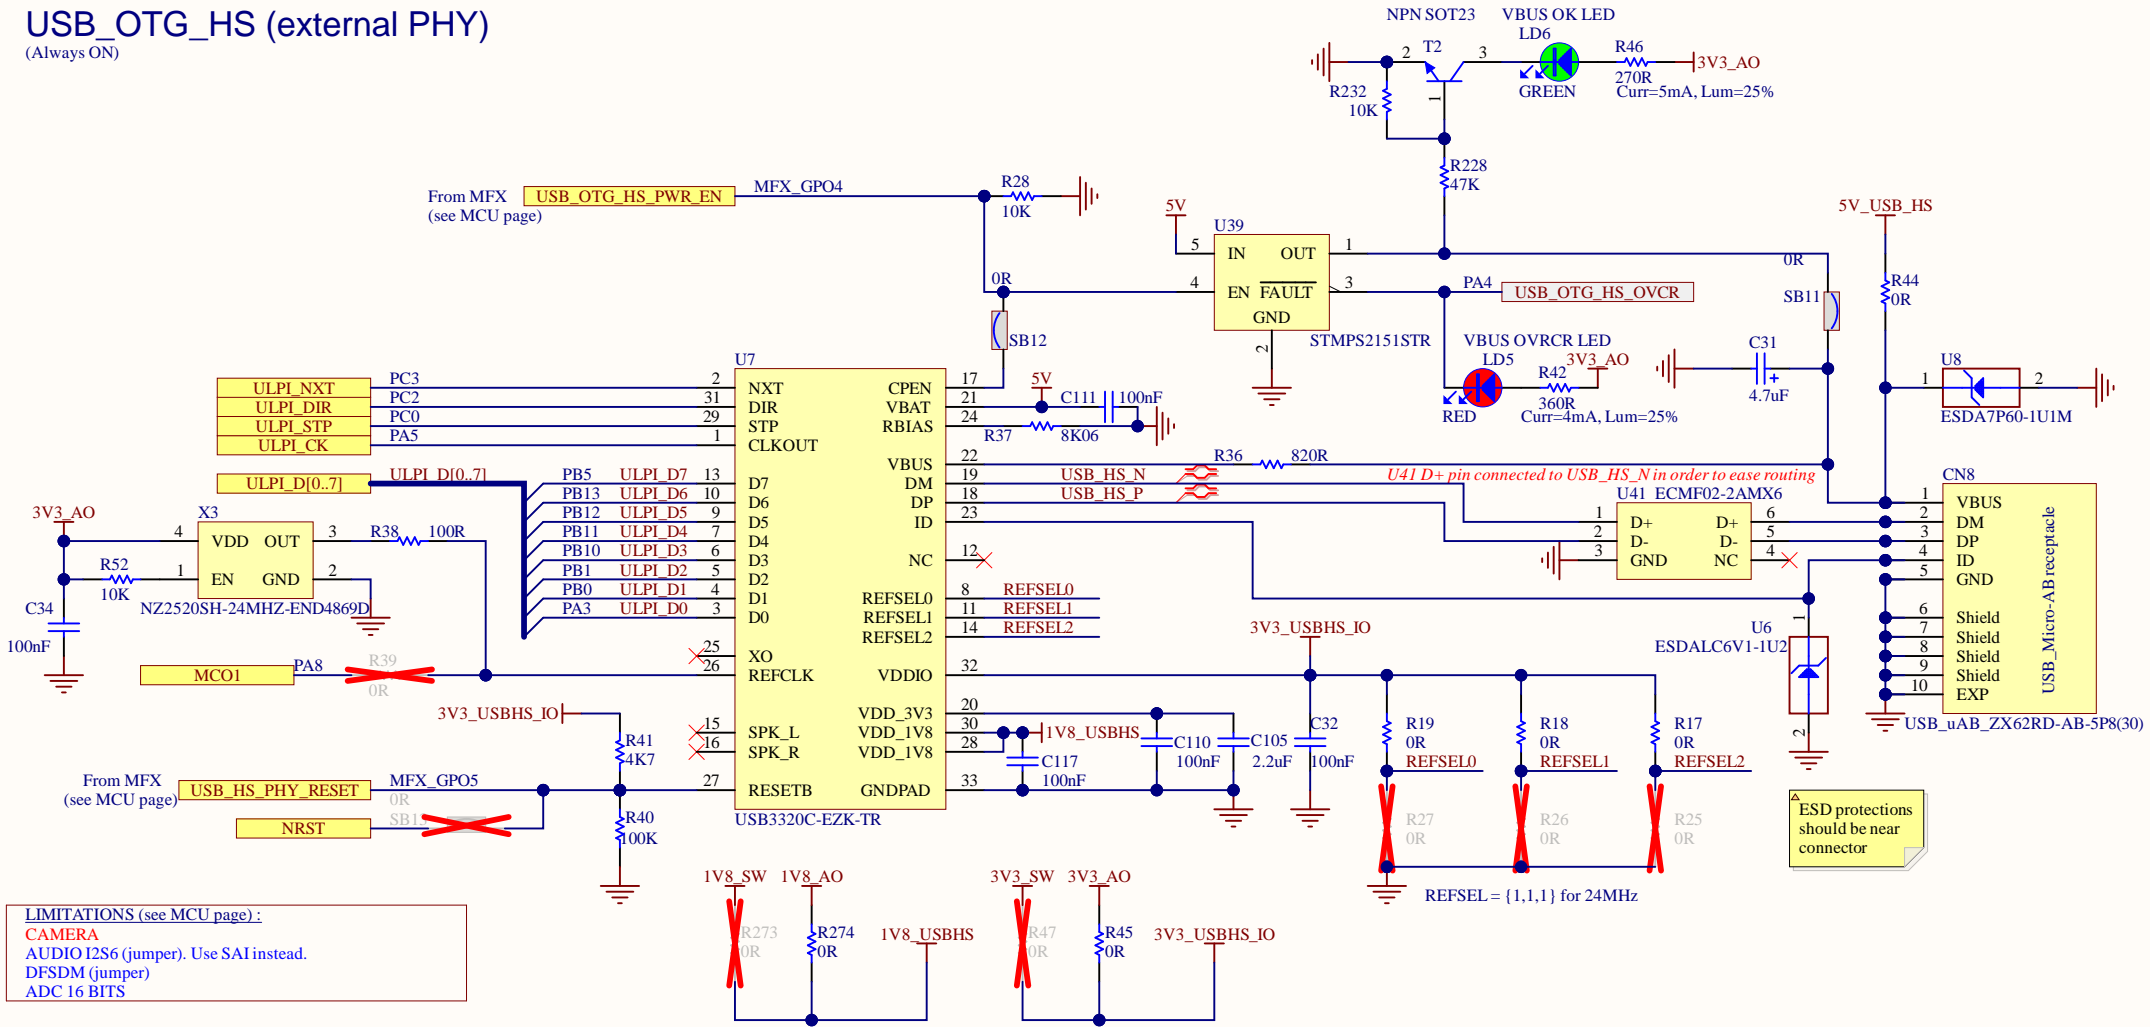 USB_OTG_HS (external PHY)
(Always ON)
NPN SOT23
VBUS OK LED
LD6
T2
2
3
1
R46
270R
3V3_AO
GREEN
Curr=5mA, Lum=25%
R232
10K
R228
47K
From MFX
(see MCU page)
USB_OTG_HS_PWR_EN
MFX_GPO4
R28
10K
5V
U39
5
IN
OUT
1
4
EN
FAULT
3
GND
2
STMPS2151STR
PA4
USB_OTG_HS_OVCR
VBUS OVRCR LED
LD5
3V3_AO
R42
360R
RED
Curr=4mA, Lum=25%
0R
SB12
0R
SB11
5V_USB_HS
R44
0R
C31
4.7uF
U8
1
2
ESDA7P60-1U1M
U7
ULPI_NXT
PC3
2
NXT
ULPI_DIR
PC2
31
DIR
ULPI_STP
PC0
29
STP
ULPI_CK
PA5
1
CLKOUT
ULPI_D[0..7]
ULPI_D[0..7]
PB5
ULPI_D7
13
D7
PB13
ULPI_D6
10
D6
PB12
ULPI_D5
9
D5
PB11
ULPI_D4
7
D4
PB10
ULPI_D3
6
D3
PB1
ULPI_D2
5
D2
PB0
ULPI_D1
4
D1
PA3
ULPI_D0
3
D0
25
XO
26
REFCLK
15
SPK_L
16
SPK_R
27
RESETB
CPEN
17
VBAT
21
RBIAS
24
VBUS
22
DM
19
DP
18
ID
23
NC
12
REFSEL0
8
REFSEL0
REFSEL1
11
REFSEL1
REFSEL2
14
REFSEL2
VDDIO
32
VDD_3V3
20
VDD_1V8
30
VDD_1V8
28
GNDPAD
33
USB3320C-EZK-TR
5V
C111
100nF
R37
8K06
R36
820R
USB_HS_N
USB_HS_P
U41 D+ pin connected to USB_HS_N in order to ease routing
U41
ECMF02-2AMX6
1
D+
D+
6
2
D-
D-
5
3
GND
NC
4
CN8
1
VBUS
2
DM
3
DP
4
ID
5
GND
6
Shield
7
Shield
8
Shield
9
Shield
10
EXP
USB_Micro-AB receptacle
USB_uAB_ZX62RD-AB-5P8(30)
U6
1
ESDALC6V1-1U2
2
3V3_AO
X3
4
VDD
OUT
3
1
EN
GND
2
NZ2520SH-24MHZ-END4869D
R38
100R
R52
10K
C34
100nF
MCO1
PA8
R39
0R
3V3_USBHS_IO
R41
4K7
From MFX
(see MCU page)
USB_HS_PHY_RESET
MFX_GPO5
0R
NRST
R40
100K
1V8_USBHS
C117
100nF
C110
100nF
C105
2.2uF
3V3_USBHS_IO
C32
100nF
R19
0R
REFSEL0
R18
0R
REFSEL1
R17
0R
REFSEL2
R27
0R
R26
0R
R25
0R
REFSEL = {1,1,1} for 24MHz
ESD protections
should be near
connector
1V8_SW
1V8_AO
R273
0R
R274
0R
1V8_USBHS
3V3_SW
3V3_AO
R47
0R
R45
0R
3V3_USBHS_IO
LIMITATIONS (see MCU page) :
CAMERA
AUDIO I2S6 (jumper). Use SAI instead.
DFSDM (jumper)
ADC 16 BITS